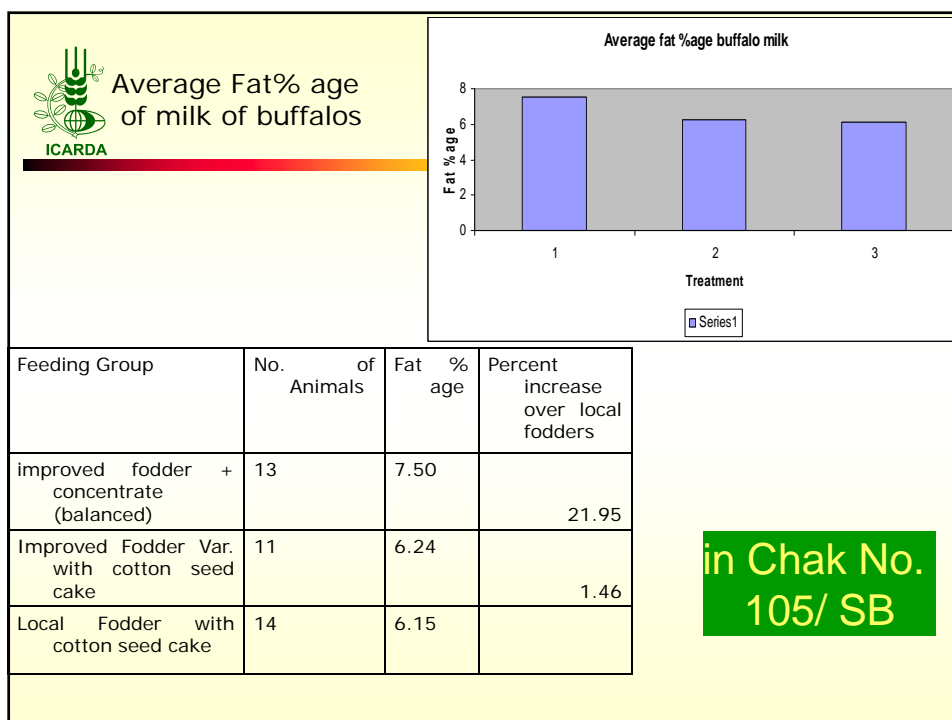 ICARDA
Average Fat% age
of milk of buffalos
Average fat %age buffalo milk
Fat %age
8
6
4
2
0
1 2 3
Treatment
Series1
Feeding Group
No. of
Animals
Fat %
age
Percent
increase
over local
fodders
improved fodder +
concentrate
(balanced)
13
7.50
21.95
Improved Fodder Var.
with cotton seed
cake
11
6.24
1.46
Local Fodder with
cotton seed cake
14
6.15
in Chak No.
105/ SB